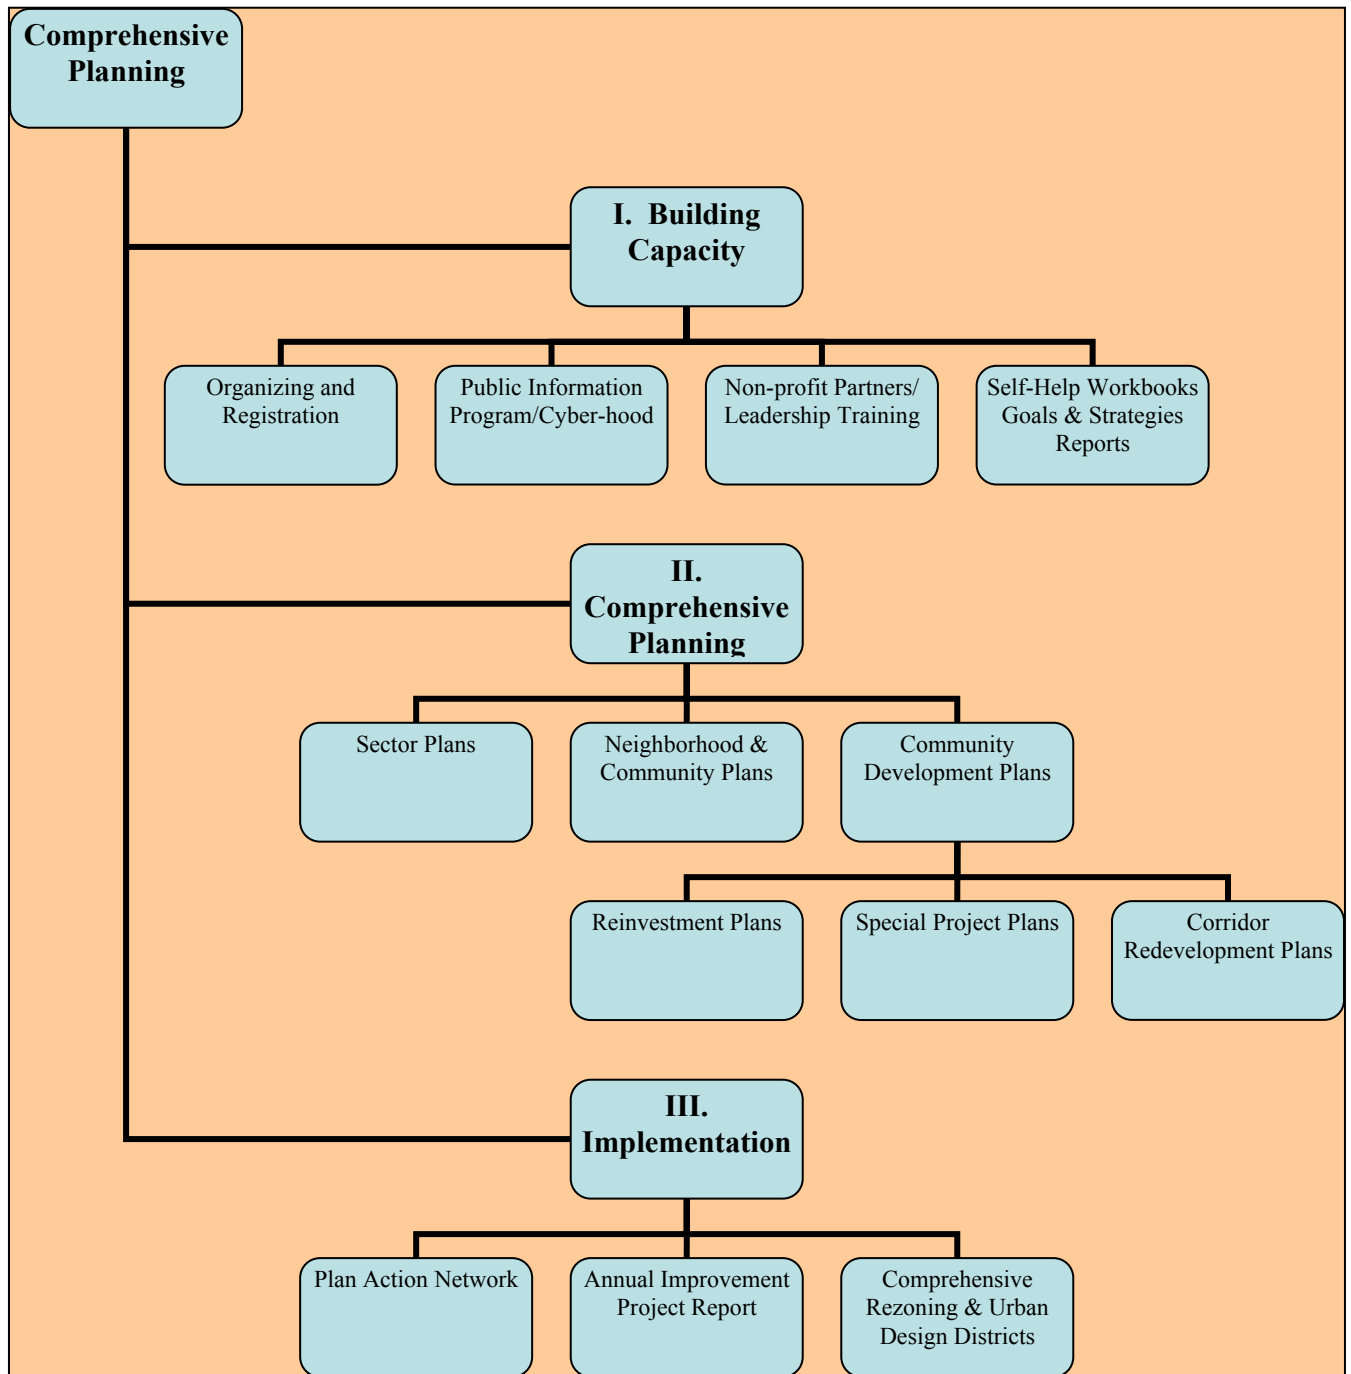 Comprehensive
Planning
I. Building
Capacity
Organizing and
Registration
Public Information
Program/Cyber-hood
Non-profit Partners/
Leadership Training
Self-Help Workbooks
Goals & Strategies
Reports
II.
Comprehensive
Planning
Sector Plans
Neighborhood &
Community Plans
Community
Development Plans
Reinvestment Plans
Special Project Plans
Corridor
Redevelopment Plans
III.
Implementation
Plan Action Network
Annual Improvement
Project Report
Comprehensive
Rezoning & Urban
Design Districts